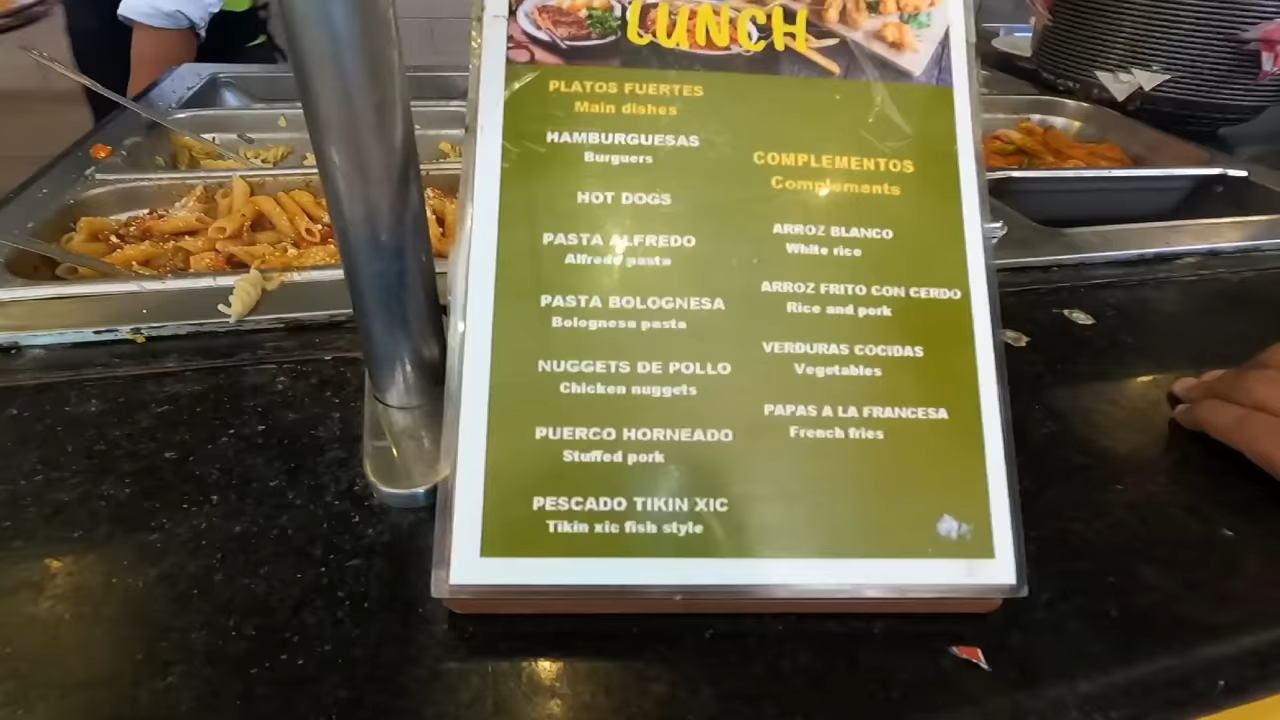 LUNCH
PLATOS FUERTES
Main dishes
HAMBURGUESAS
Burguers
HOT DOGS
PASTA ALFREDO
Alfredo pasta
PASTA BOLOGNESA
Bolognesa pasta
NUGGETS DE POLLO
Chicken nuggets
PUERCO HORNEADO
Stuffed pork
PESCADO TIKIN XIC
Tikin xic fish style
COMPLEMENTOS
Complements
ARROZ BLANCO
White rice
ARROZ FRITO CON CERDO
Rice and pork
VERDURAS COCIDAS
Vegetables
PAPAS A LA FRANCESA
French fries